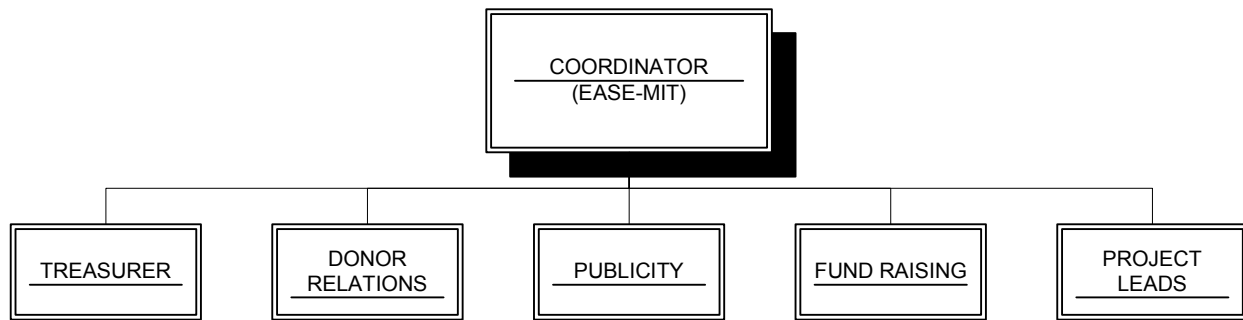 COORDINATOR
(EASE-MIT)
TREASURER
DONOR
RELATIONS
PUBLICITY
FUND RAISING
PROJECT
LEADS